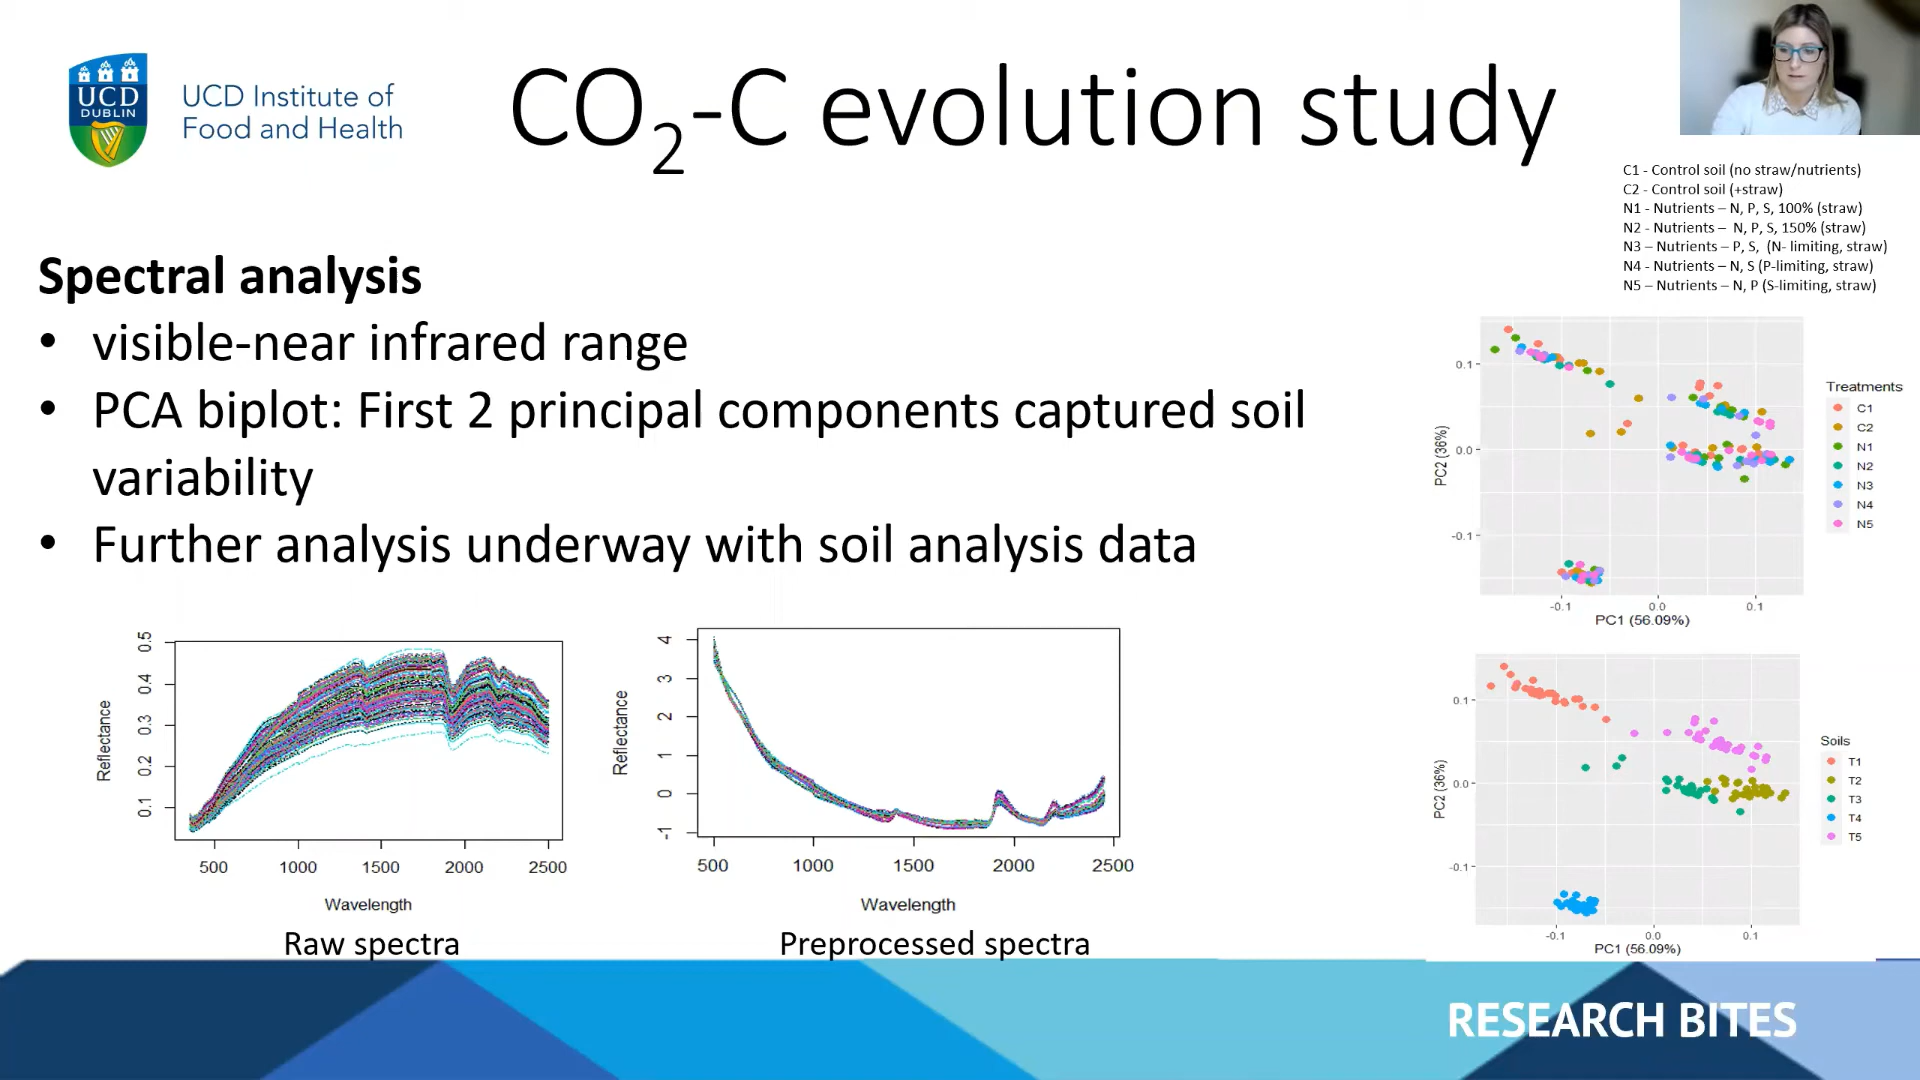 UCD
DUBLIN
UCD Institute of
Food and Health
CO2-C evolution study
C1 - Control soil (no straw/nutrients)
C2 - Control soil (+straw)
N1 - Nutrients – N, P, S, 100% (straw)
N2 - Nutrients –  N, P, S, 150% (straw)
N3 – Nutrients – P, S,  (N- limiting, straw)
N4 - Nutrients – N, S (P-limiting, straw)
N5 – Nutrients – N, P (S-limiting, straw)
Spectral analysis
• visible-near infrared range
• PCA biplot: First 2 principal components captured soil
variability
• Further analysis underway with soil analysis data
0.1
0.0
-0.1
PC2 (36%)
-0.1 0.0 0.1
PC1 (56.09%)
Treatments
C1
C2
N1
N2
N3
N4
N5
0.5
0.4
0.3
0.2
0.1
Reflectance
500 1000 1500 2000 2500
Wavelength
Raw spectra
4
3
2
1
0
-1
Reflectance
500 1000 1500 2000 2500
Wavelength
Preprocessed spectra
0.1
0.0
-0.1
PC2 (36%)
-0.1 0.0 0.1
PC1 (56.09%)
Soils
T1
T2
T3
T4
T5
RESEARCH BITES